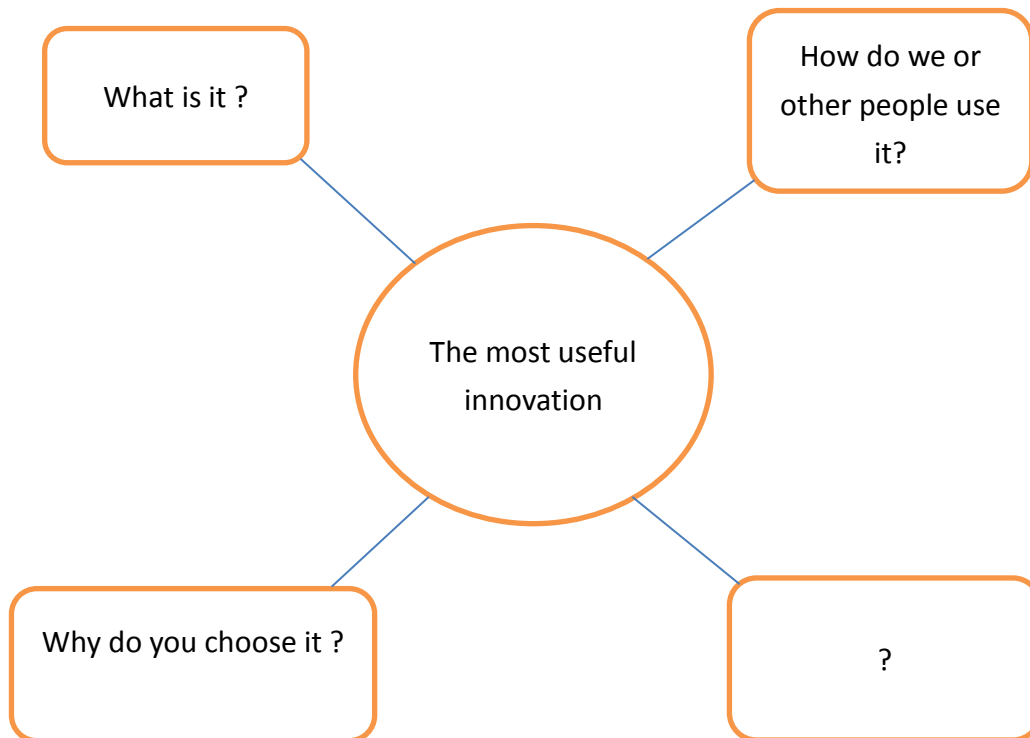 What is it ?
How do we or
other people use
it?
The most useful
innovation
Why do you choose it ?
?